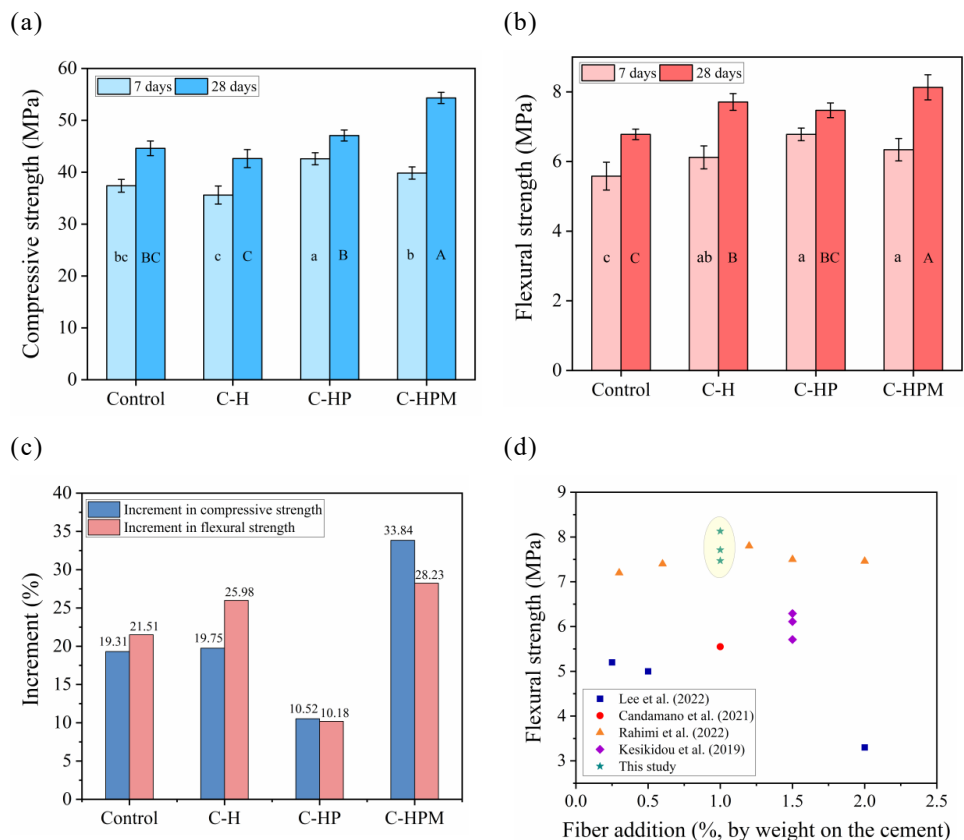 (a)
Compressive strength (MPa)
60
50
40
30
20
10
0
7 days 28 days
bc BC c C a B b A
Control C-H C-HP C-HPM
(b)
Flexural strength (MPa)
8
6
4
2
0
7 days 28 days
c C ab B a BC a A
Control C-H C-HP C-HPM
(c)
Increment (%)
40
35
30
25
20
15
10
5
0
Increment in compressive strength
Increment in flexural strength
19.31 21.51 19.75 25.98 10.52 10.18 33.84 28.23
Control C-H C-HP C-HPM
(d)
Flexural strength (MPa)
9
8
7
6
5
4
3
Lee et al. (2022)
Candamano et al. (2021)
Rahimi et al. (2022)
Kesikidou et al. (2019)
This study
0.0 0.5 1.0 1.5 2.0 2.5
Fiber addition (%, by weight on the cement)